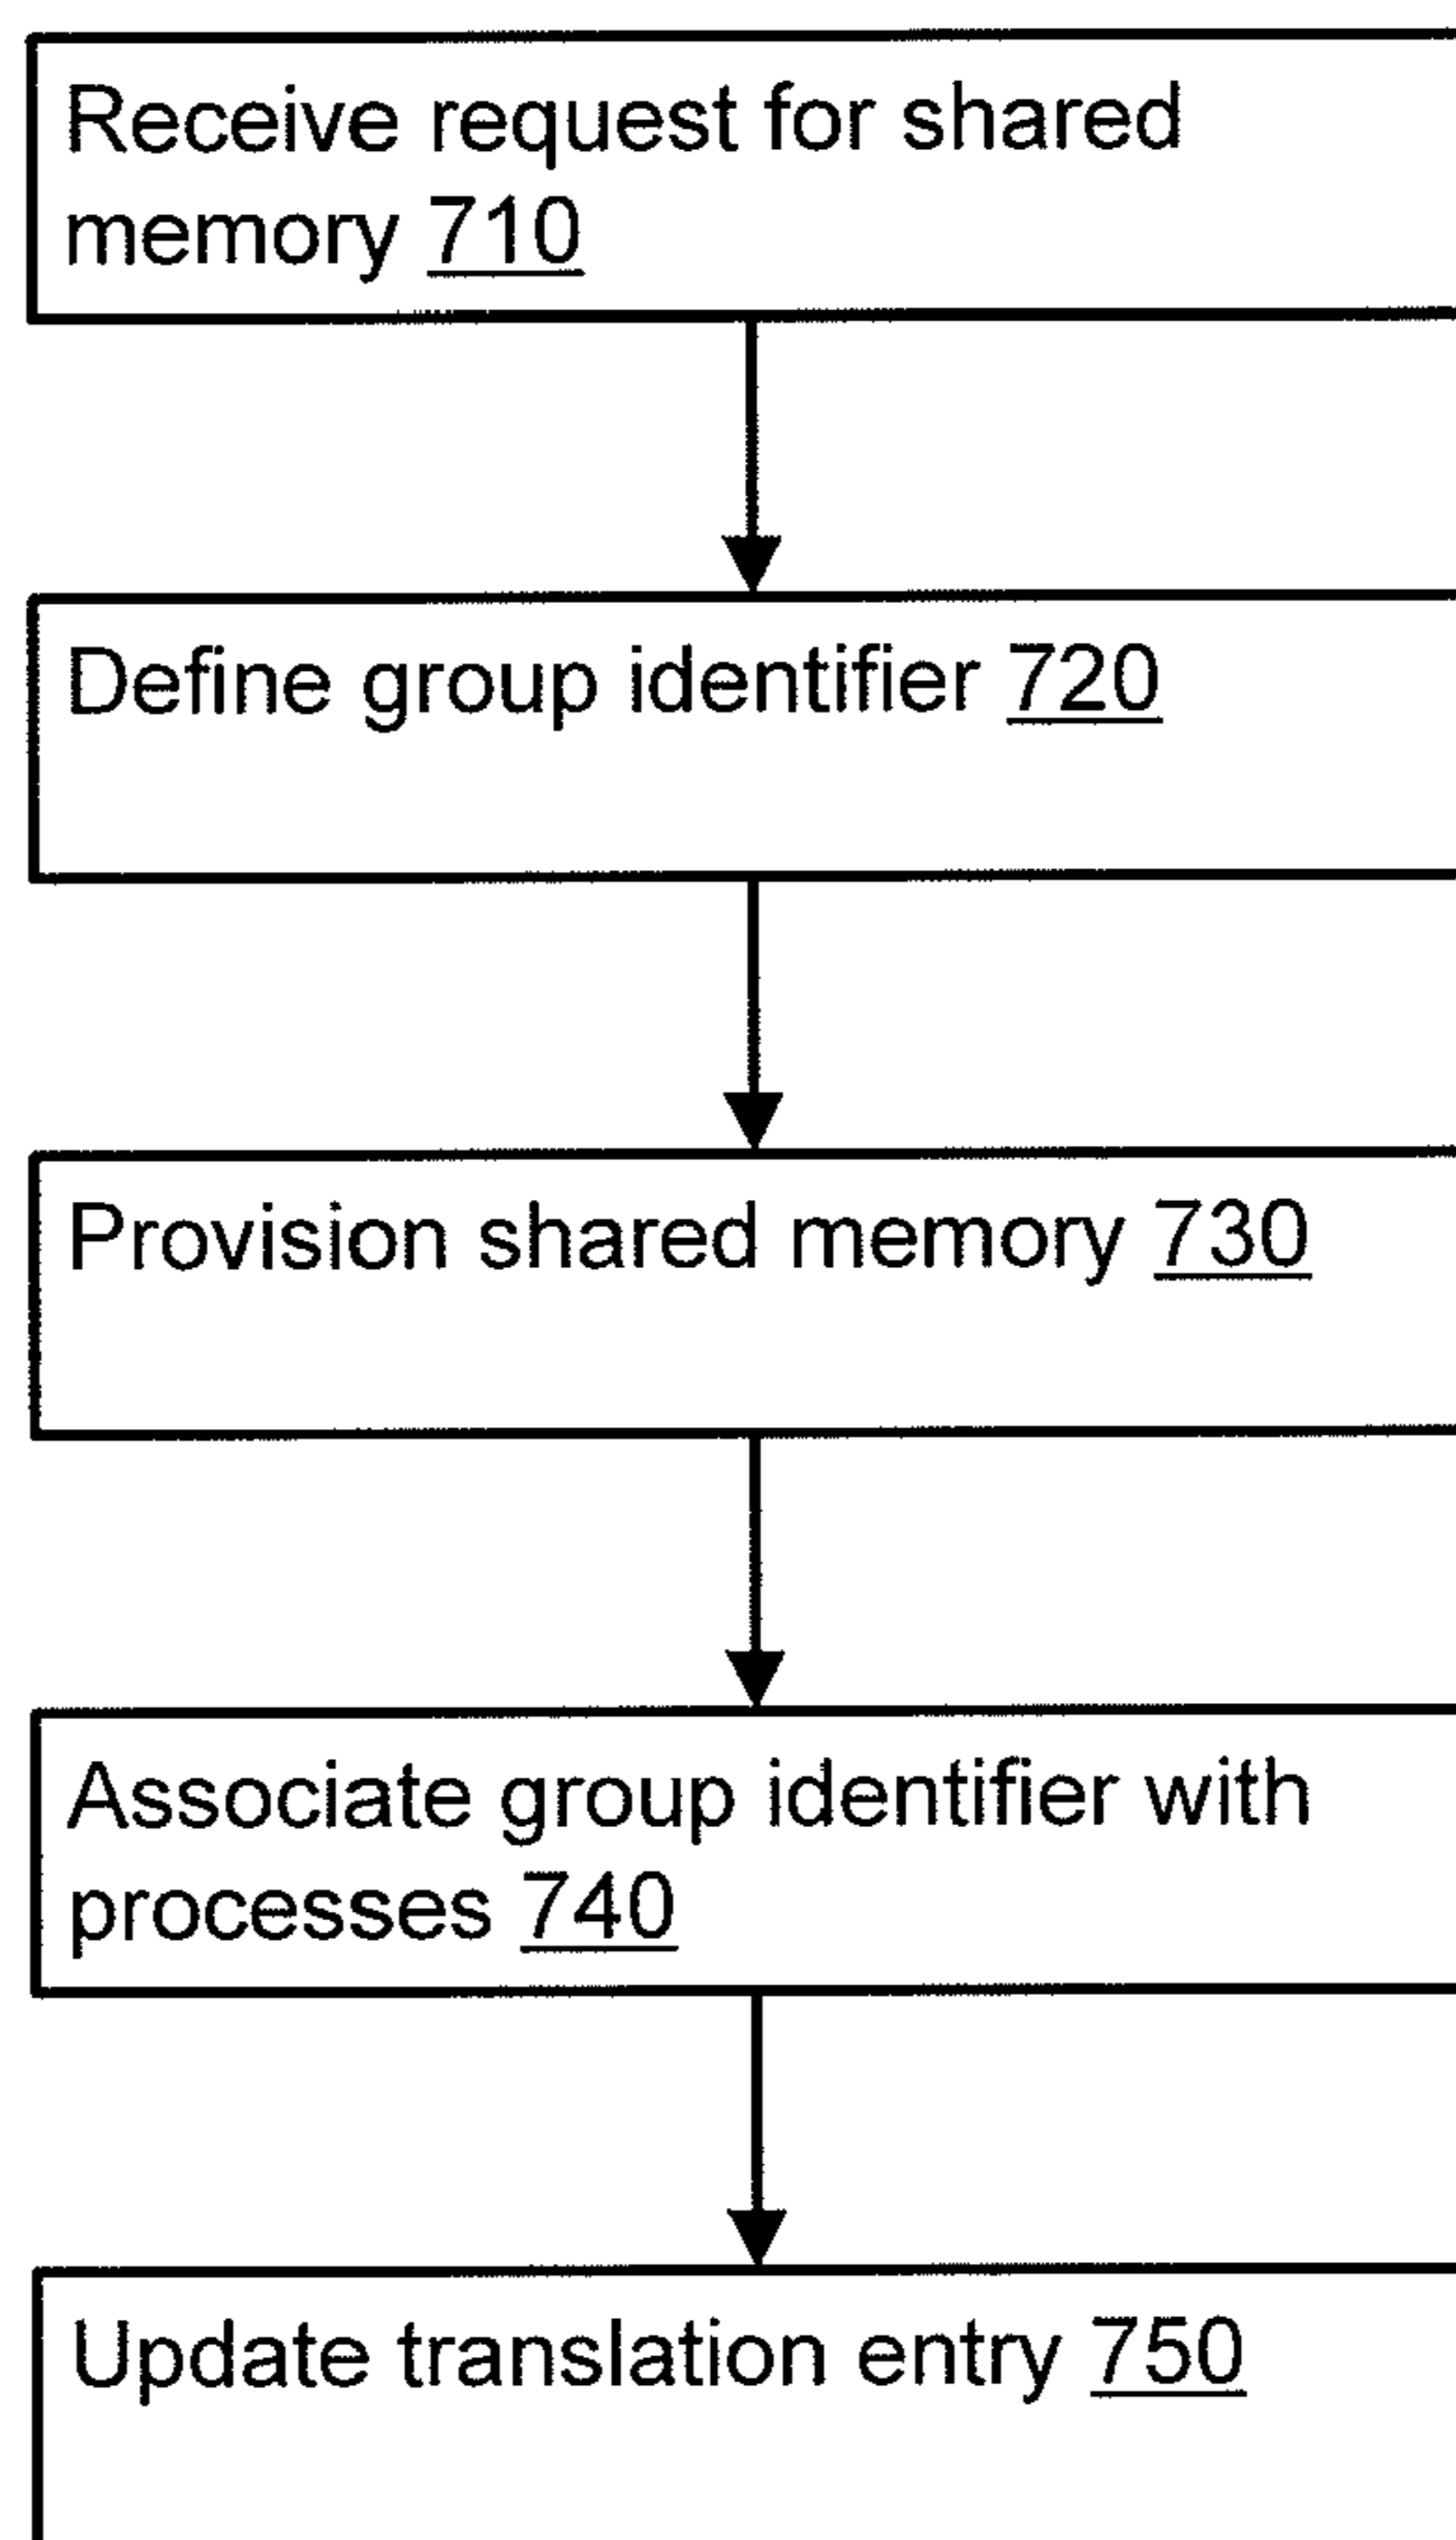 Receive request for shared
memory 710
Define group identifier 720
Provision shared memory 730
Associate group identifier with
processes 740
Update translation entry 750